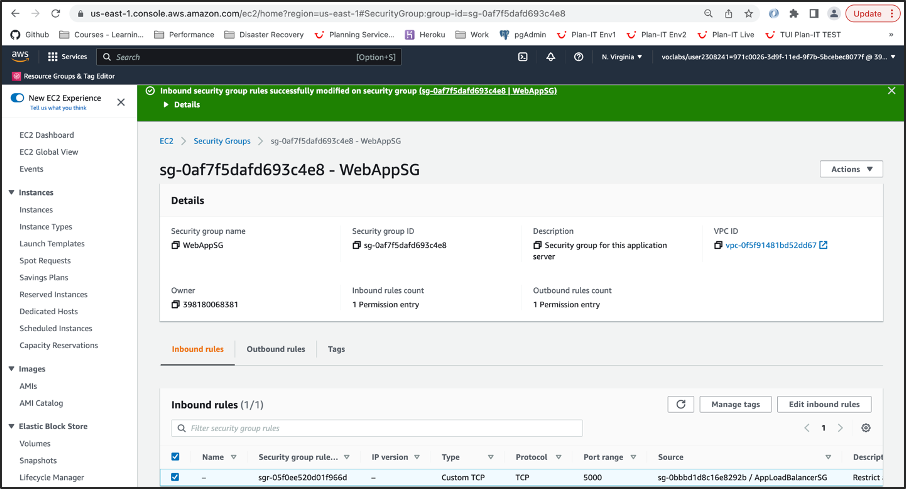 us-east-1.console.aws.amazon.com/ec2/home?region=us-east-1#SecurityGroup:group-id=sg-0af7f5dafd693c4e8
Update
Github Courses - Learnin... Performance Disaster Recovery Planning Service... Heroku Work pgAdmin Plan-IT Env1 Plan-IT Env2 Plan-IT Live TUI Plan-IT TEST »
aws Services Search [Option+S] N. Virginia ▼ voclabs/user2308241=971c0026-3d9f-11ed-9f7b-5bcebec8077f @ 39... ▼
Resource Groups & Tag Editor
New EC2 Experience
Tell us what you think
EC2 Dashboard
EC2 Global View
Events
Instances
Instances
Instance Types
Launch Templates
Spot Requests
Savings Plans
Reserved Instances
Dedicated Hosts
Scheduled Instances
Capacity Reservations
Images
AMIs
AMI Catalog
Elastic Block Store
Volumes
Snapshots
Lifecycle Manager
Inbound security group rules successfully modified on security group (sg-0af7f5dafd693c4e8 | WebAppSG)
Details
EC2 > Security Groups > sg-0af7f5dafd693c4e8 - WebAppSG
sg-0af7f5dafd693c4e8 - WebAppSG
Actions ▼
Details
Security group name Security group ID Description VPC ID
WebAppSG sg-0af7f5dafd693c4e8 Security group for this application vpc-0f5f91481bd52dd67
server
Owner Inbound rules count Outbound rules count
398180068381 1 Permission entry 1 Permission entry
Inbound rules Outbound rules Tags
Inbound rules (1/1)
Manage tags Edit inbound rules
Filter security group rules
1
Name Security group rule... IP version Type Protocol Port range Source Descript
– sgr-05f0ee520d01f966d – Custom TCP TCP 5000 sg-0bbbd1d8c16e8292b / AppLoadBalancerSG Restrict